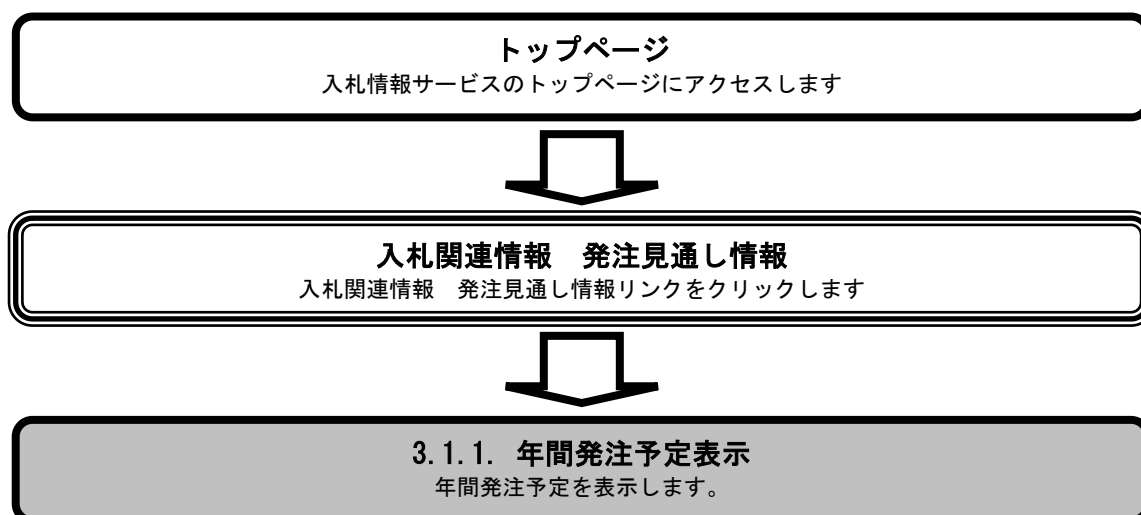 トップページ
入札情報サービスのトップページにアクセスします
入札関連情報　発注見通し情報
入札関連情報　発注見通し情報リンクをクリックします
3.1.1. 年間発注予定表示
年間発注予定を表示します。